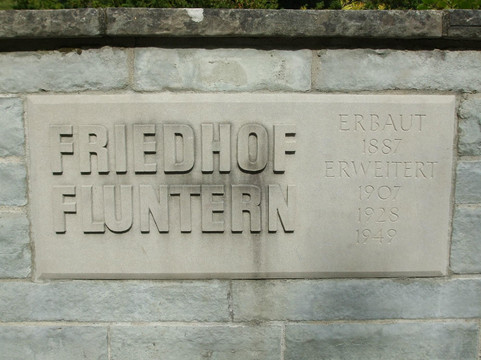 FRIEDHOF
FLUNTERN
ERBAUT
1887
ERWEITERT
1907
1928
1949